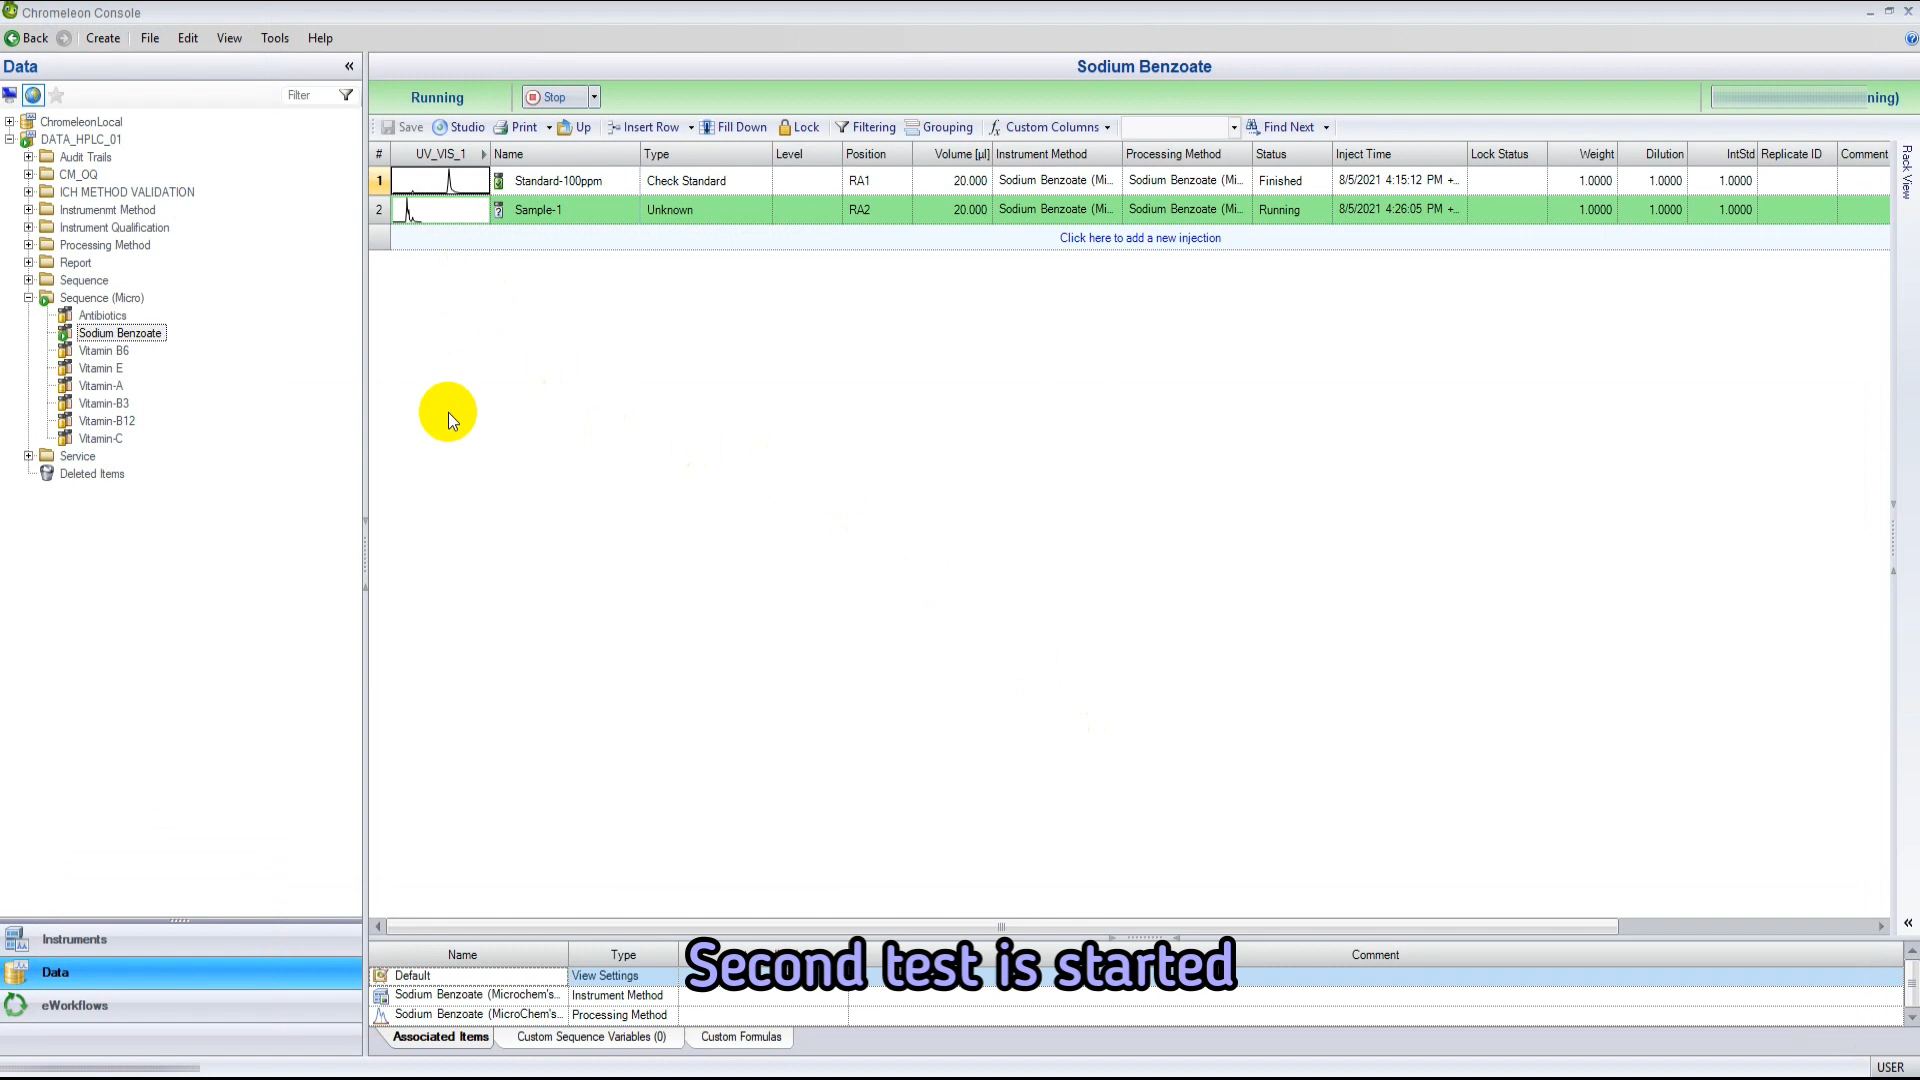 Chromeleon Console
Back Create File Edit View Tools Help
Data «
Filter
ChromeleonLocal
DATA_HPLC_01
Audit Trails
CM_OQ
ICH METHOD VALIDATION
Instrumenmt Method
Instrument Qualification
Processing Method
Report
Sequence
Sequence (Micro)
Antibiotics
Sodium Benzoate
Vitamin B6
Vitamin E
Vitamin-A
Vitamin-B3
Vitamin-B12
Vitamin-C
Service
Deleted Items
Instruments
Data
eWorkflows
Sodium Benzoate
Running Stop ning)
Save Studio Print Up Insert Row Fill Down Lock Filtering Grouping Custom Columns Find Next
# UV_VIS_1 Name Type Level Position Volume [µl] Instrument Method Processing Method Status Inject Time Lock Status Weight Dilution IntStd Replicate ID Comment
1 Standard-100ppm Check Standard RA1 20.000 Sodium Benzoate (Mi... Sodium Benzoate (Mi... Finished 8/5/2021 4:15:12 PM +... 1.0000 1.0000 1.0000
2 Sample-1 Unknown RA2 20.000 Sodium Benzoate (Mi... Sodium Benzoate (Mi... Running 8/5/2021 4:26:05 PM +... 1.0000 1.0000 1.0000
Click here to add a new injection
Rack View
«
Name Type Comment
Default View Settings
Sodium Benzoate (Microchem's... Instrument Method
Sodium Benzoate (MicroChem's... Processing Method
Second test is started
Associated Items Custom Sequence Variables (0) Custom Formulas
USER